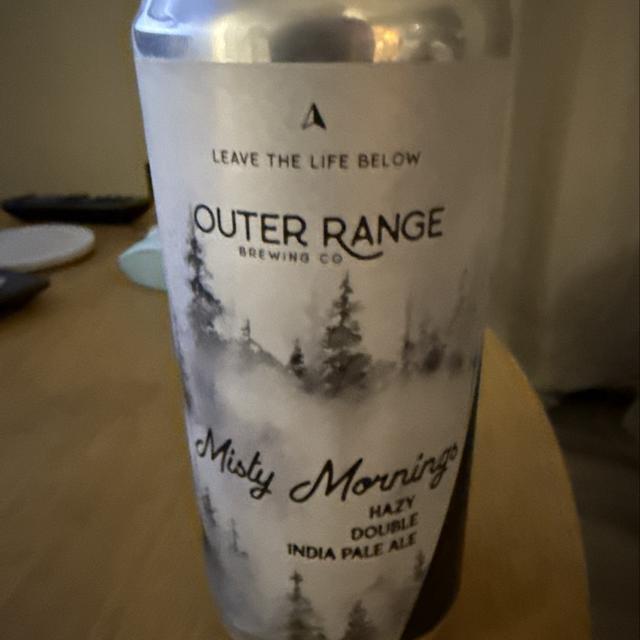 LEAVE THE LIFE BELOW
OUTER RANGE
BREWING CO
Misty Mornings
HAZY
DOUBLE
INDIA PALE ALE